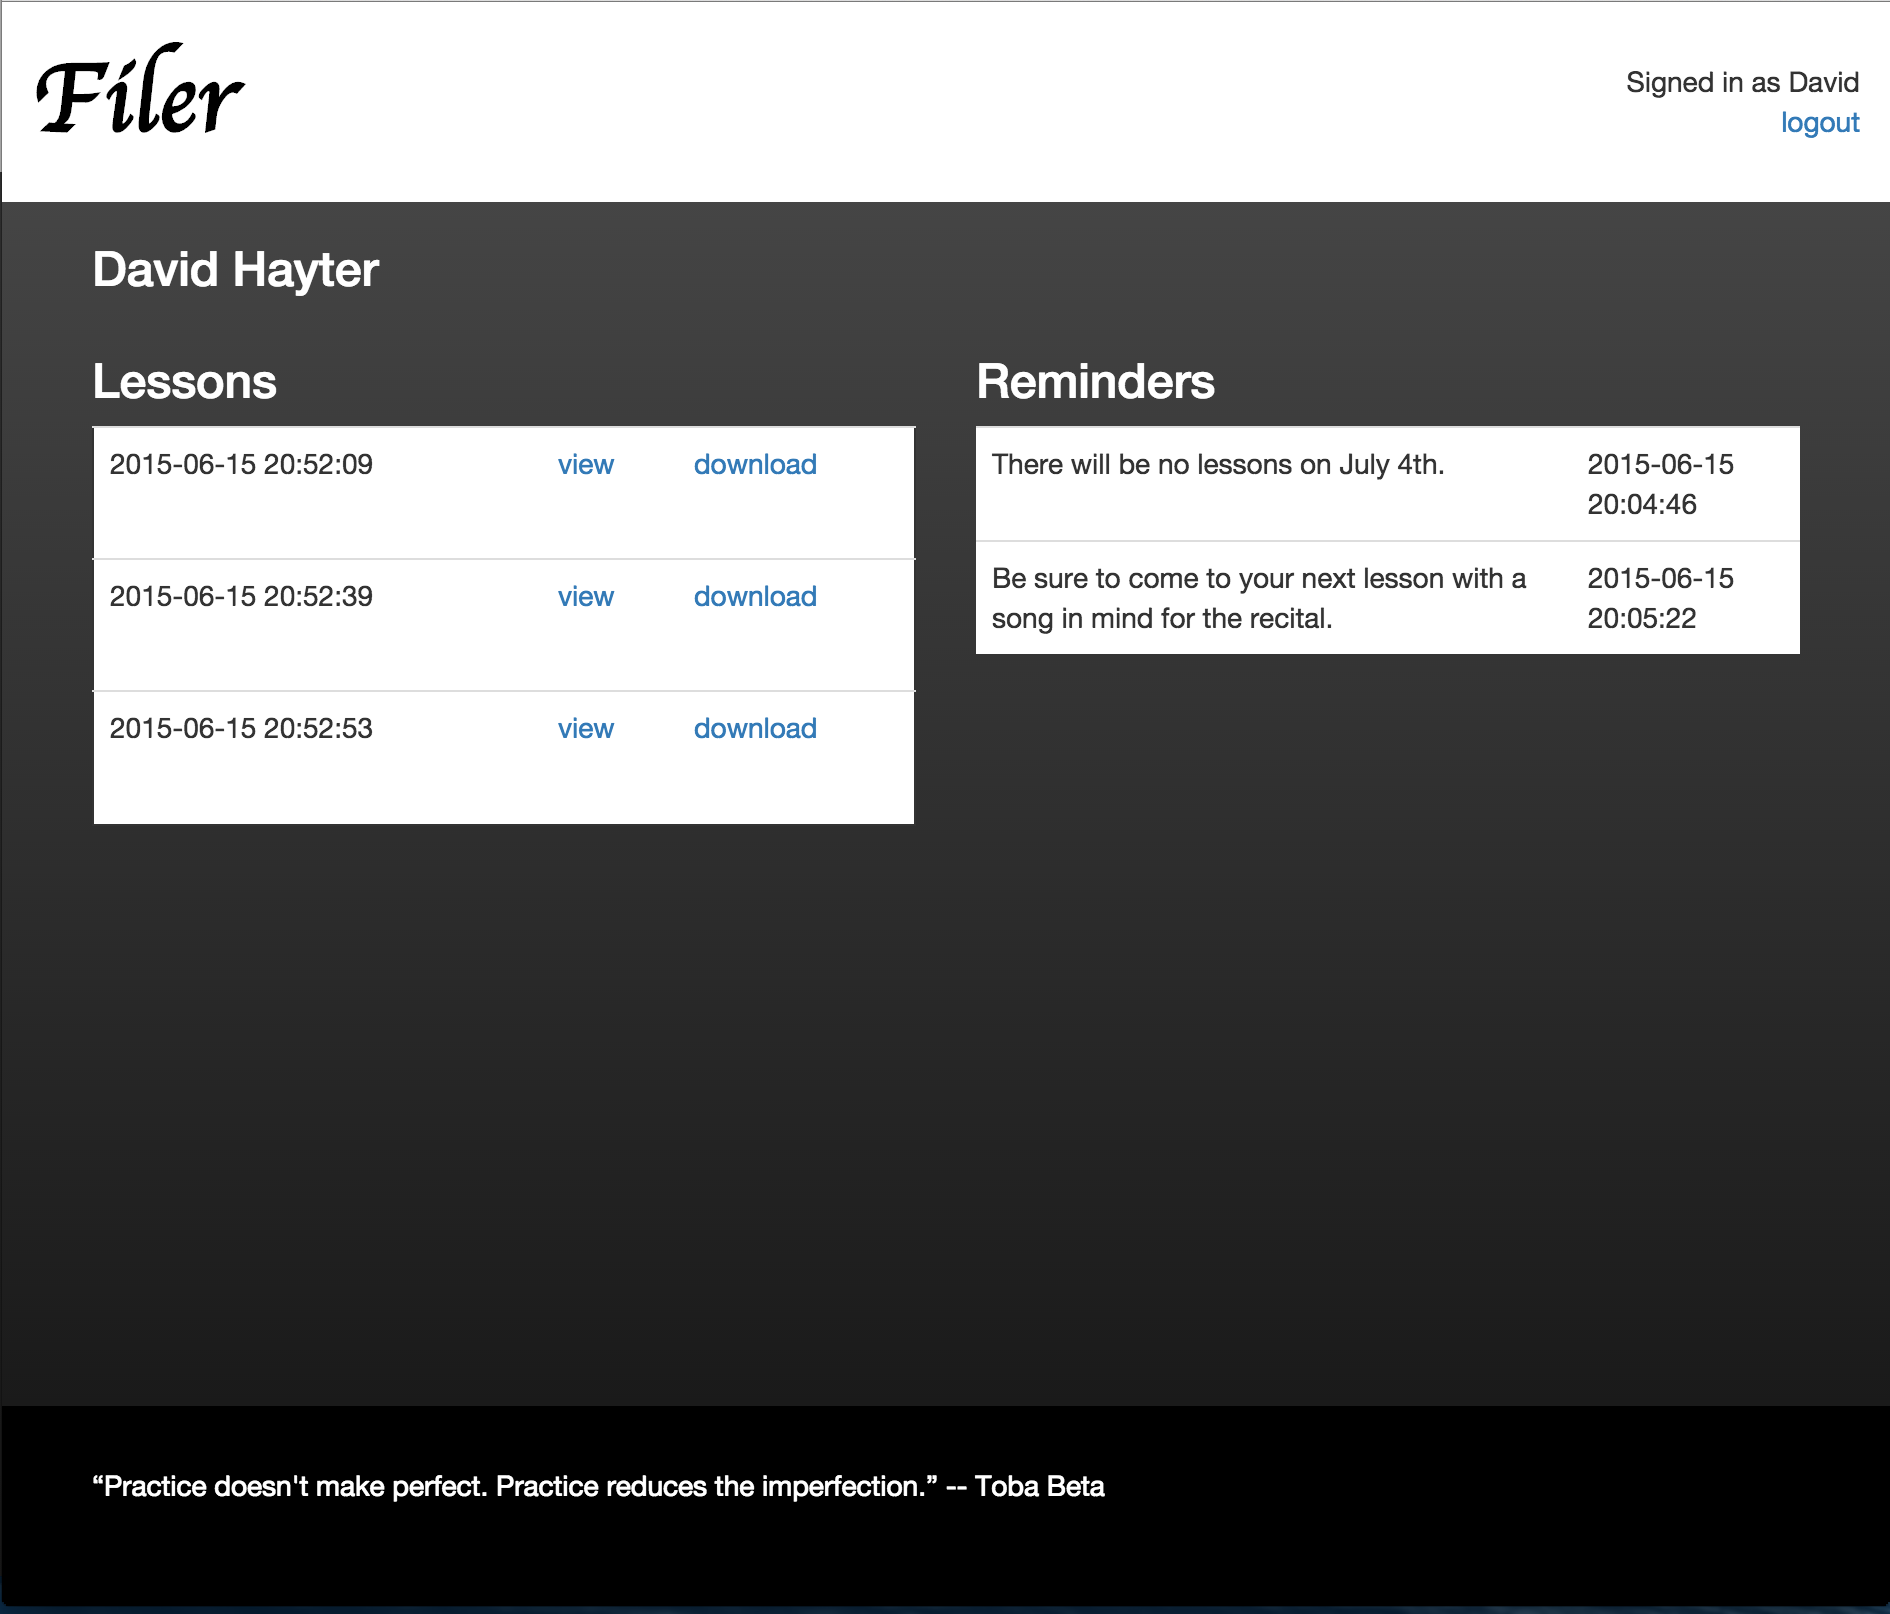 Filer
Signed in as David
logout
David Hayter
Lessons
2015-06-15 20:52:09 view download
2015-06-15 20:52:39 view download
2015-06-15 20:52:53 view download
Reminders
There will be no lessons on July 4th. 2015-06-15
20:04:46
Be sure to come to your next lesson with a 2015-06-15
song in mind for the recital. 20:05:22
“Practice doesn't make perfect. Practice reduces the imperfection.” -- Toba Beta